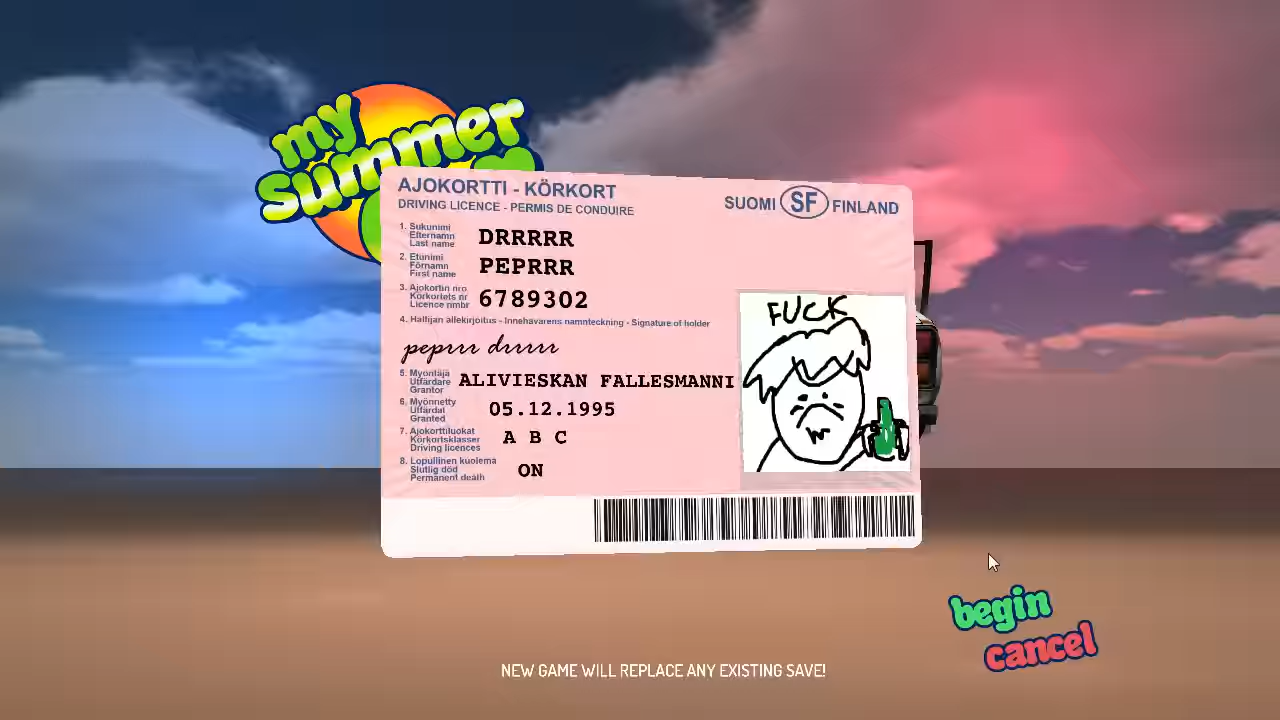 my
summer
AJOKORTTI - KÖRKORT
DRIVING LICENCE - PERMIS DE CONDUIRE
SUOMI SF FINLAND
1. Sukunimi
Efternamn
Last name
DRRRRR
2. Etunimi
Förnamn
First name
PEPRRR
3. Ajokortin nro
Körkortets nr
Licence nmbr
6789302
4. Haltijan allekirjoitus - Innehavarens namnteckning - Signature of holder
peprrr drrrrr
5. Myöntäjä
Utfärdare
Grantor
ALIVIESKAN FALLESMANNI
6. Myönnetty
Utfärdat
Granted
05.12.1995
7. Ajokorttiluokat
Körkortsklasser
Driving licences
A B C
8. Lopullinen kuolema
Slutlig död
Permanent death
ON
FUCK
begin
cancel
NEW GAME WILL REPLACE ANY EXISTING SAVE!